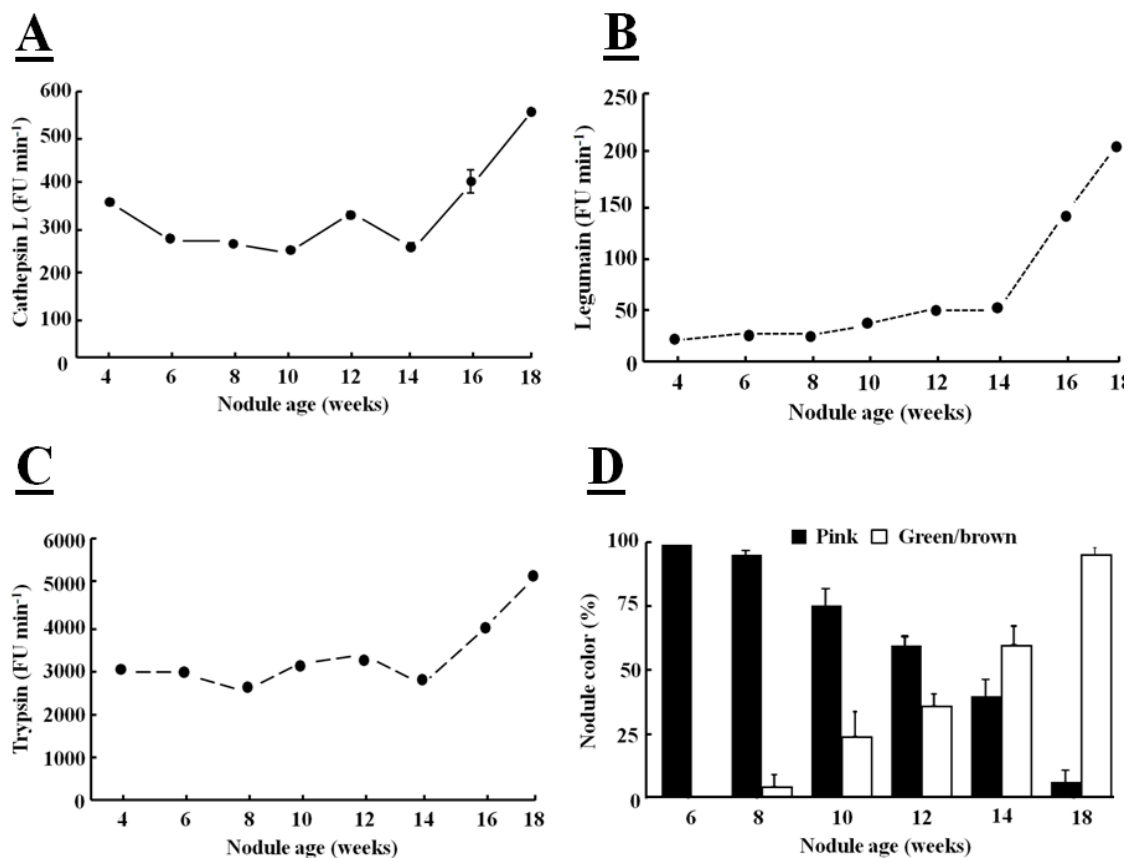 A
Cathepsin L (FU min⁻¹)
600
500
400
300
200
100
0
4 6 8 10 12 14 16 18
Nodule age (weeks)
B
Legumain (FU min⁻¹)
250
200
150
100
50
0
4 6 8 10 12 14 16 18
Nodule age (weeks)
C
Trypsin (FU min⁻¹)
6000
5000
4000
3000
2000
1000
0
4 6 8 10 12 14 16 18
Nodule age (weeks)
D
Pink Green/brown
Nodule color (%)
100
75
50
25
0
6 8 10 12 14 18
Nodule age (weeks)